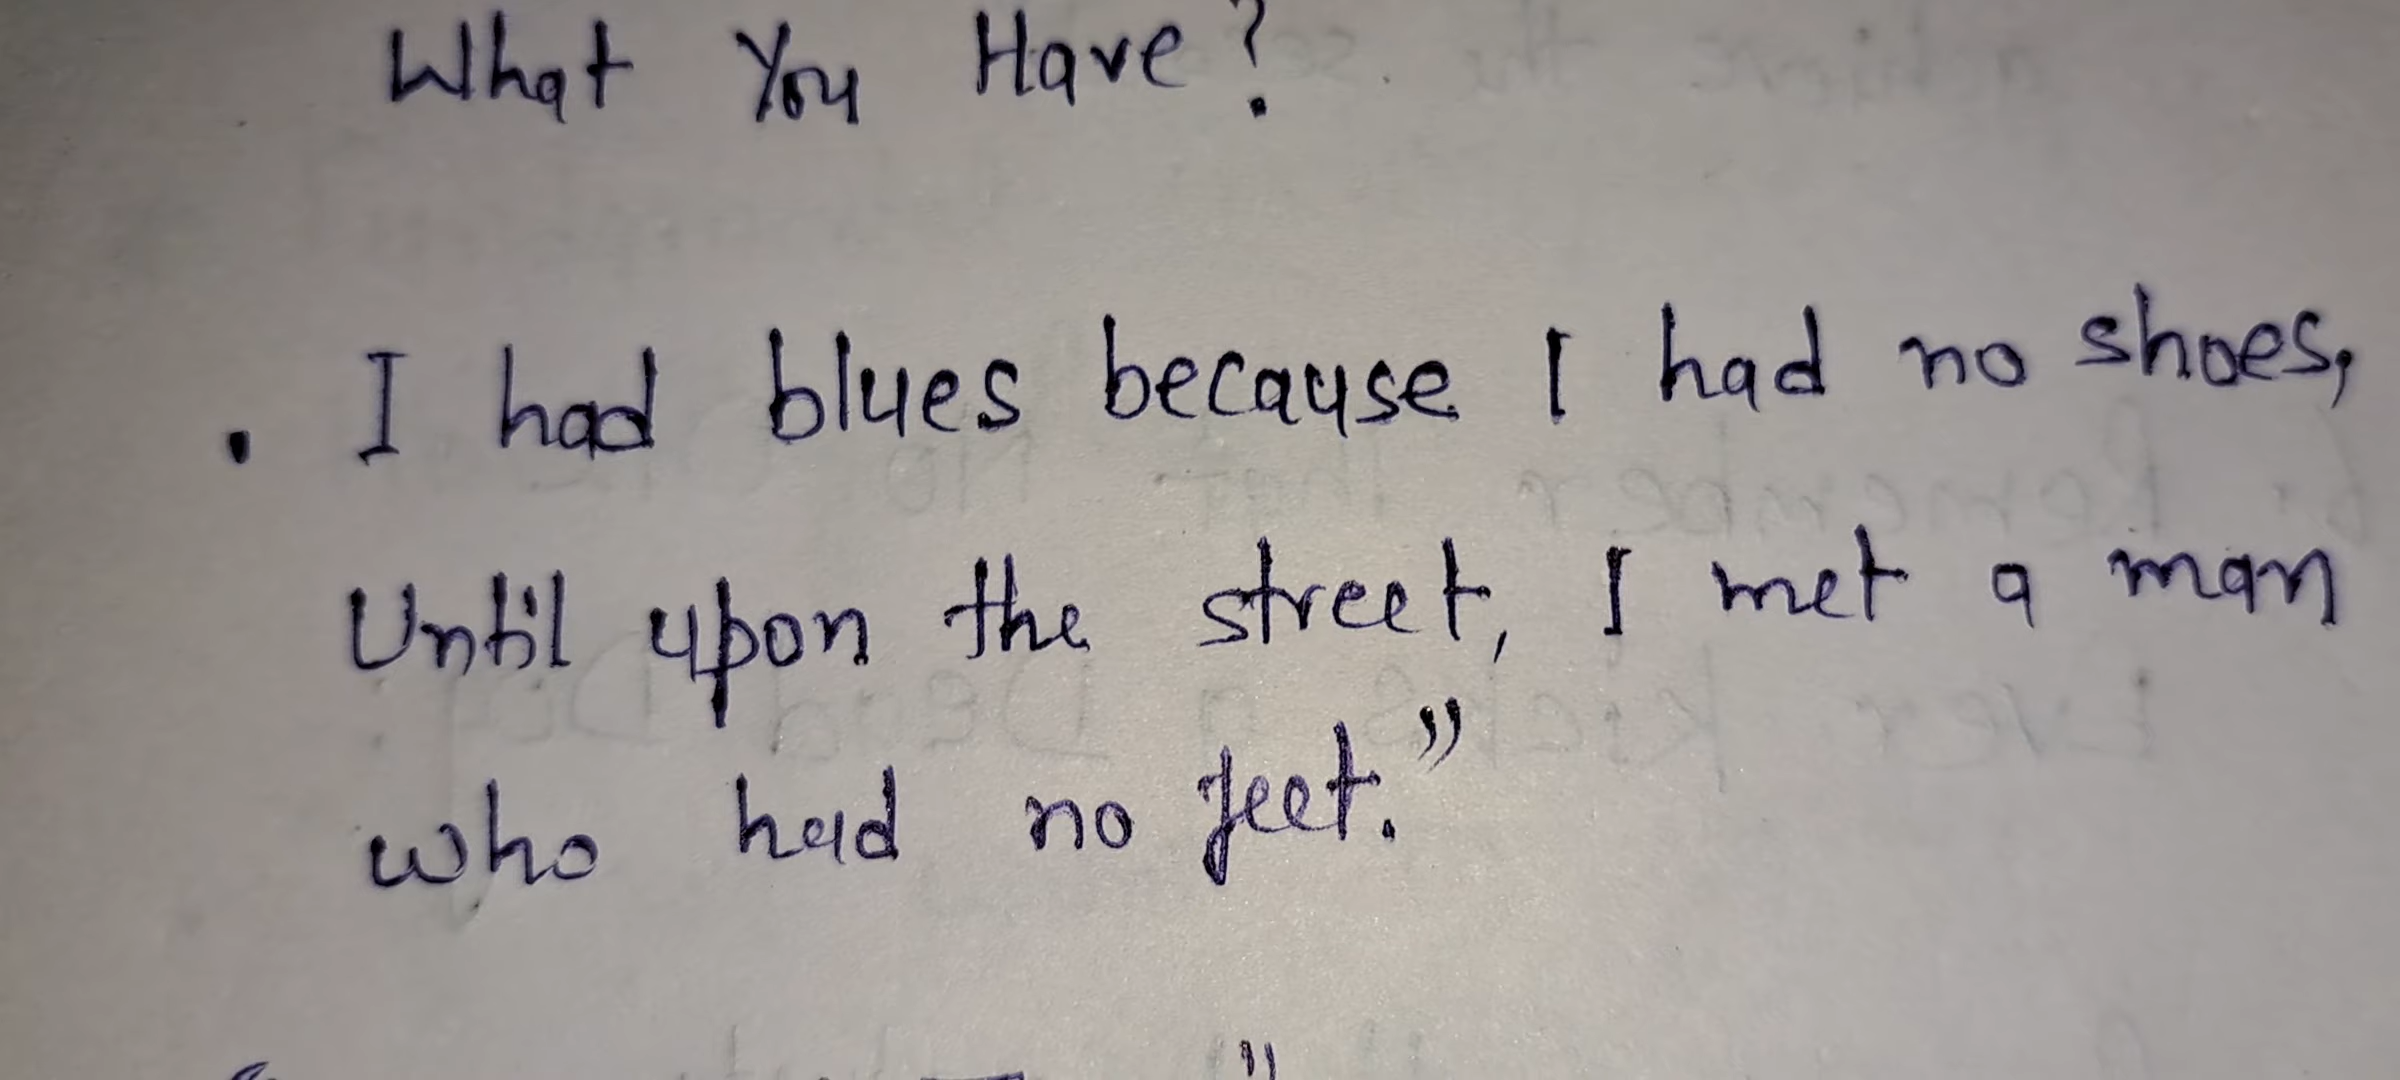 What You Have?
. I had blues because I had no shoes,
Until upon the street, I met a man
who had no feet.”